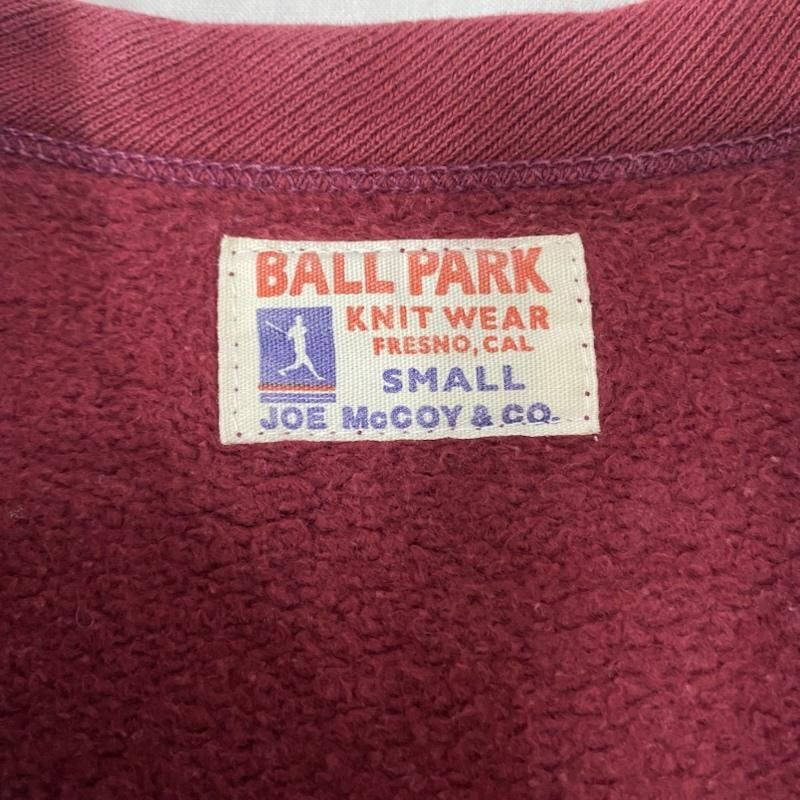 BALL PARK
KNIT WEAR
FRESNO, CAL
SMALL
JOE McCOY & CO.